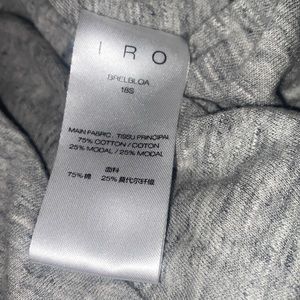 IRO
BRELBLOA
18S
MAIN FABRIC - TISSU PRINCIPAL
75% COTTON / COTON
25% MODAL / 25% MODAL
面料
75% 棉 25% 莫代尔纤维